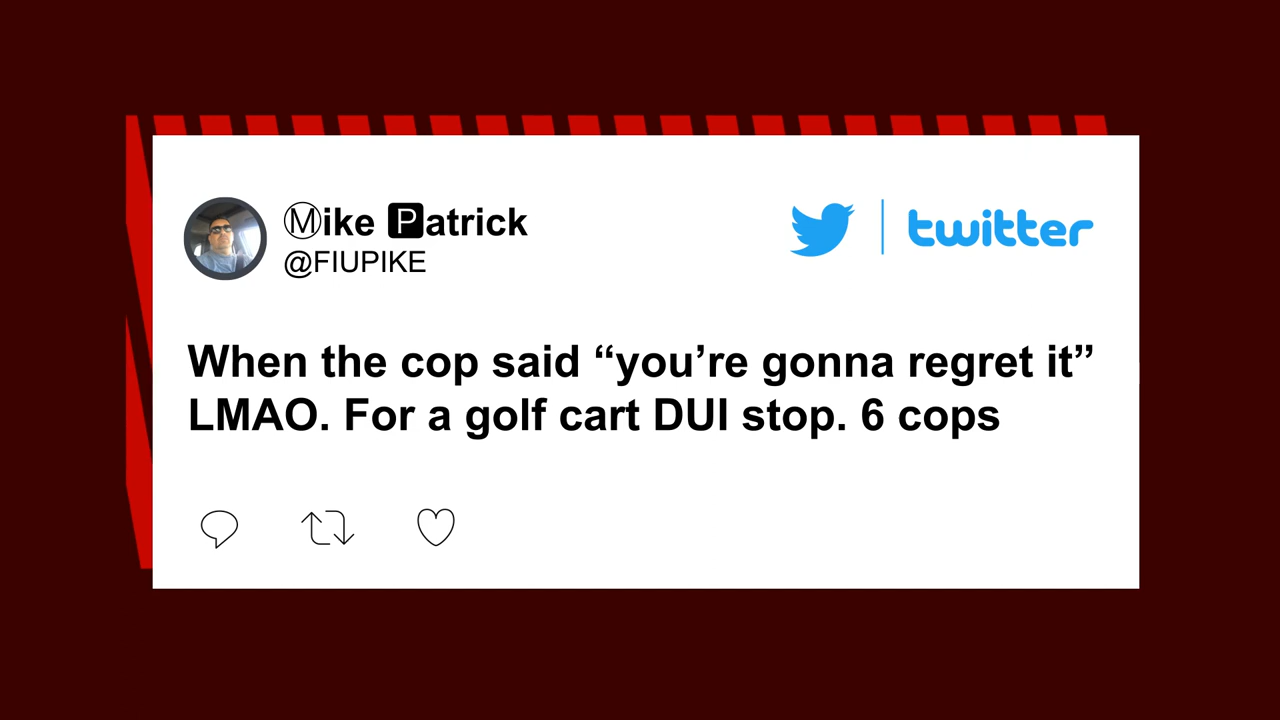 Ⓜike 🅿atrick
@FIUPIKE
twitter
When the cop said “you’re gonna regret it”
LMAO. For a golf cart DUI stop. 6 cops